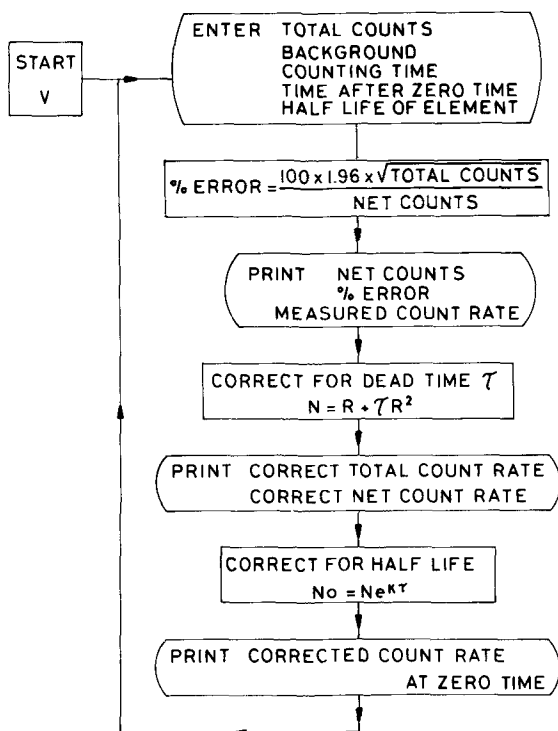 START
V
ENTER TOTAL COUNTS
BACKGROUND
COUNTING TIME
TIME AFTER ZERO TIME
HALF LIFE OF ELEMENT
% ERROR = 100 x 1.96 x √TOTAL COUNTS / NET COUNTS
PRINT NET COUNTS
% ERROR
MEASURED COUNT RATE
CORRECT FOR DEAD TIME τ
N = R + τR²
PRINT CORRECT TOTAL COUNT RATE
CORRECT NET COUNT RATE
CORRECT FOR HALF LIFE
No = Ne^Kτ
PRINT CORRECTED COUNT RATE
AT ZERO TIME